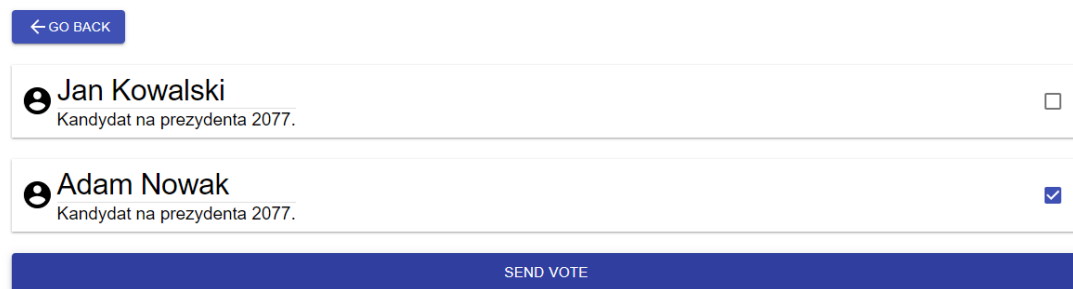 GO BACK
Jan Kowalski
Kandydat na prezydenta 2077.
Adam Nowak
Kandydat na prezydenta 2077.
SEND VOTE